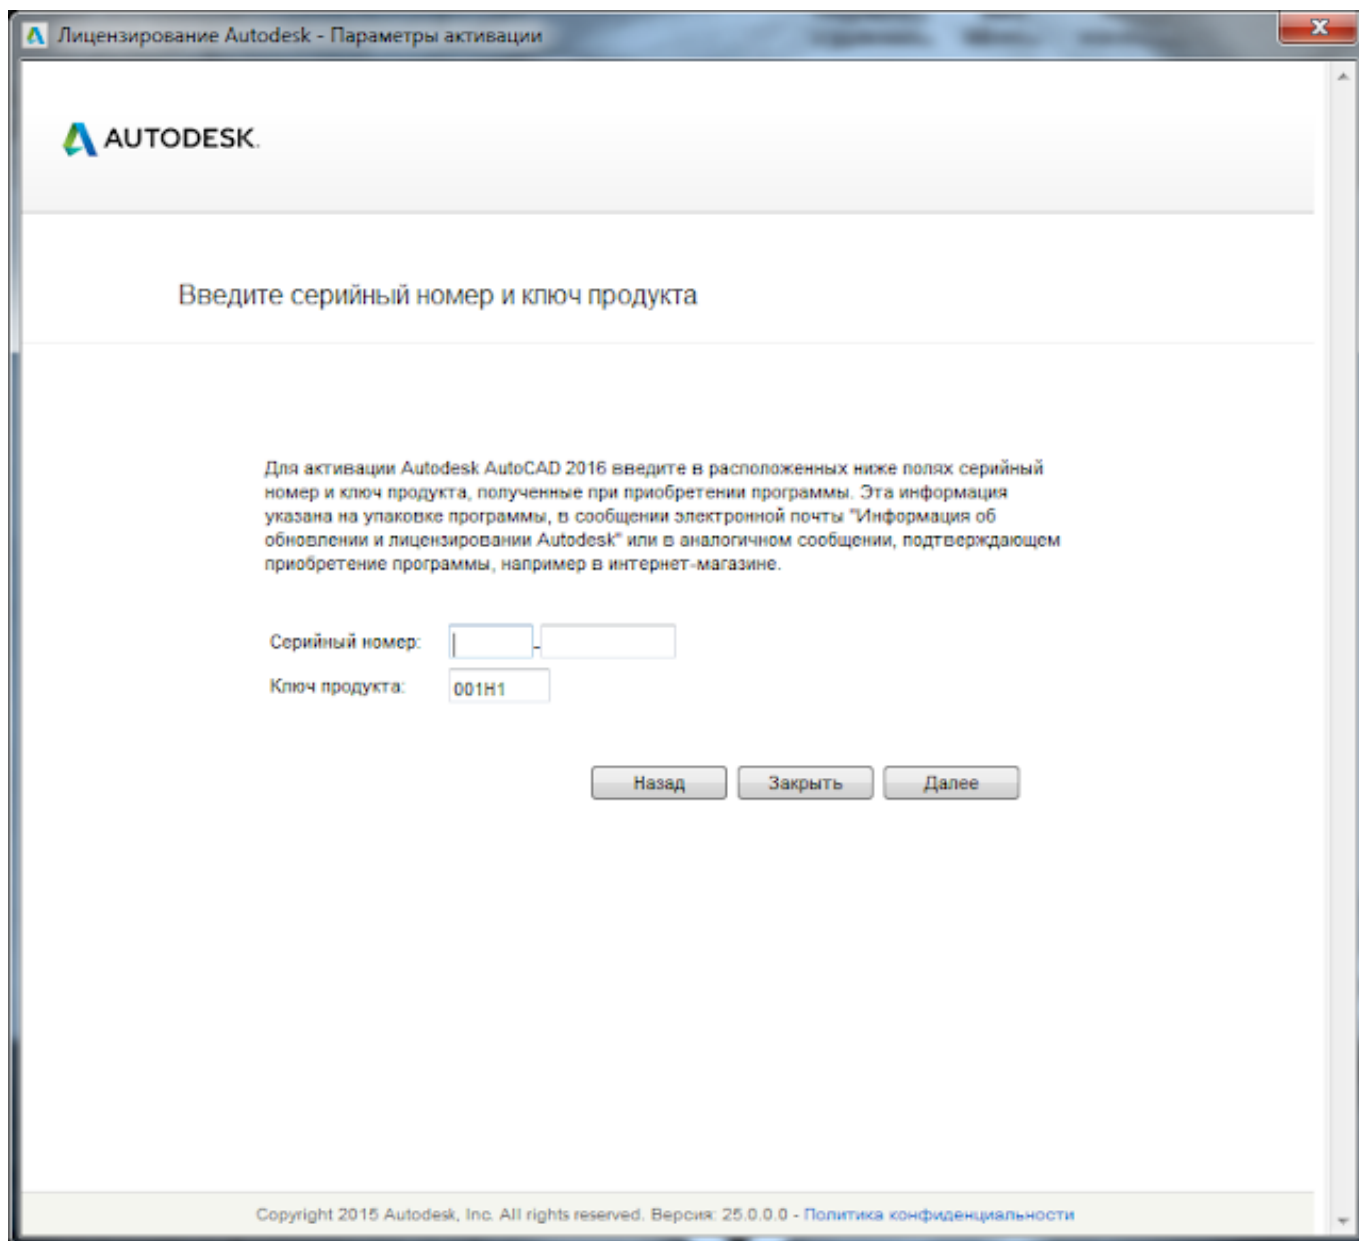 Лицензирование Autodesk - Параметры активации
AUTODESK.
Введите серийный номер и ключ продукта
Для активации Autodesk AutoCAD 2016 введите в расположенных ниже полях серийный
номер и ключ продукта, полученные при приобретении программы. Эта информация
указана на упаковке программы, в сообщении электронной почты "Информация об
обновлении и лицензировании Autodesk" или в аналогичном сообщении, подтверждающем
приобретение программы, например в интернет-магазине.
Серийный номер: -
Ключ продукта: 001H1
Назад Закрыть Далее
Copyright 2015 Autodesk, Inc. All rights reserved. Версия: 25.0.0.0 - Политика конфиденциальности